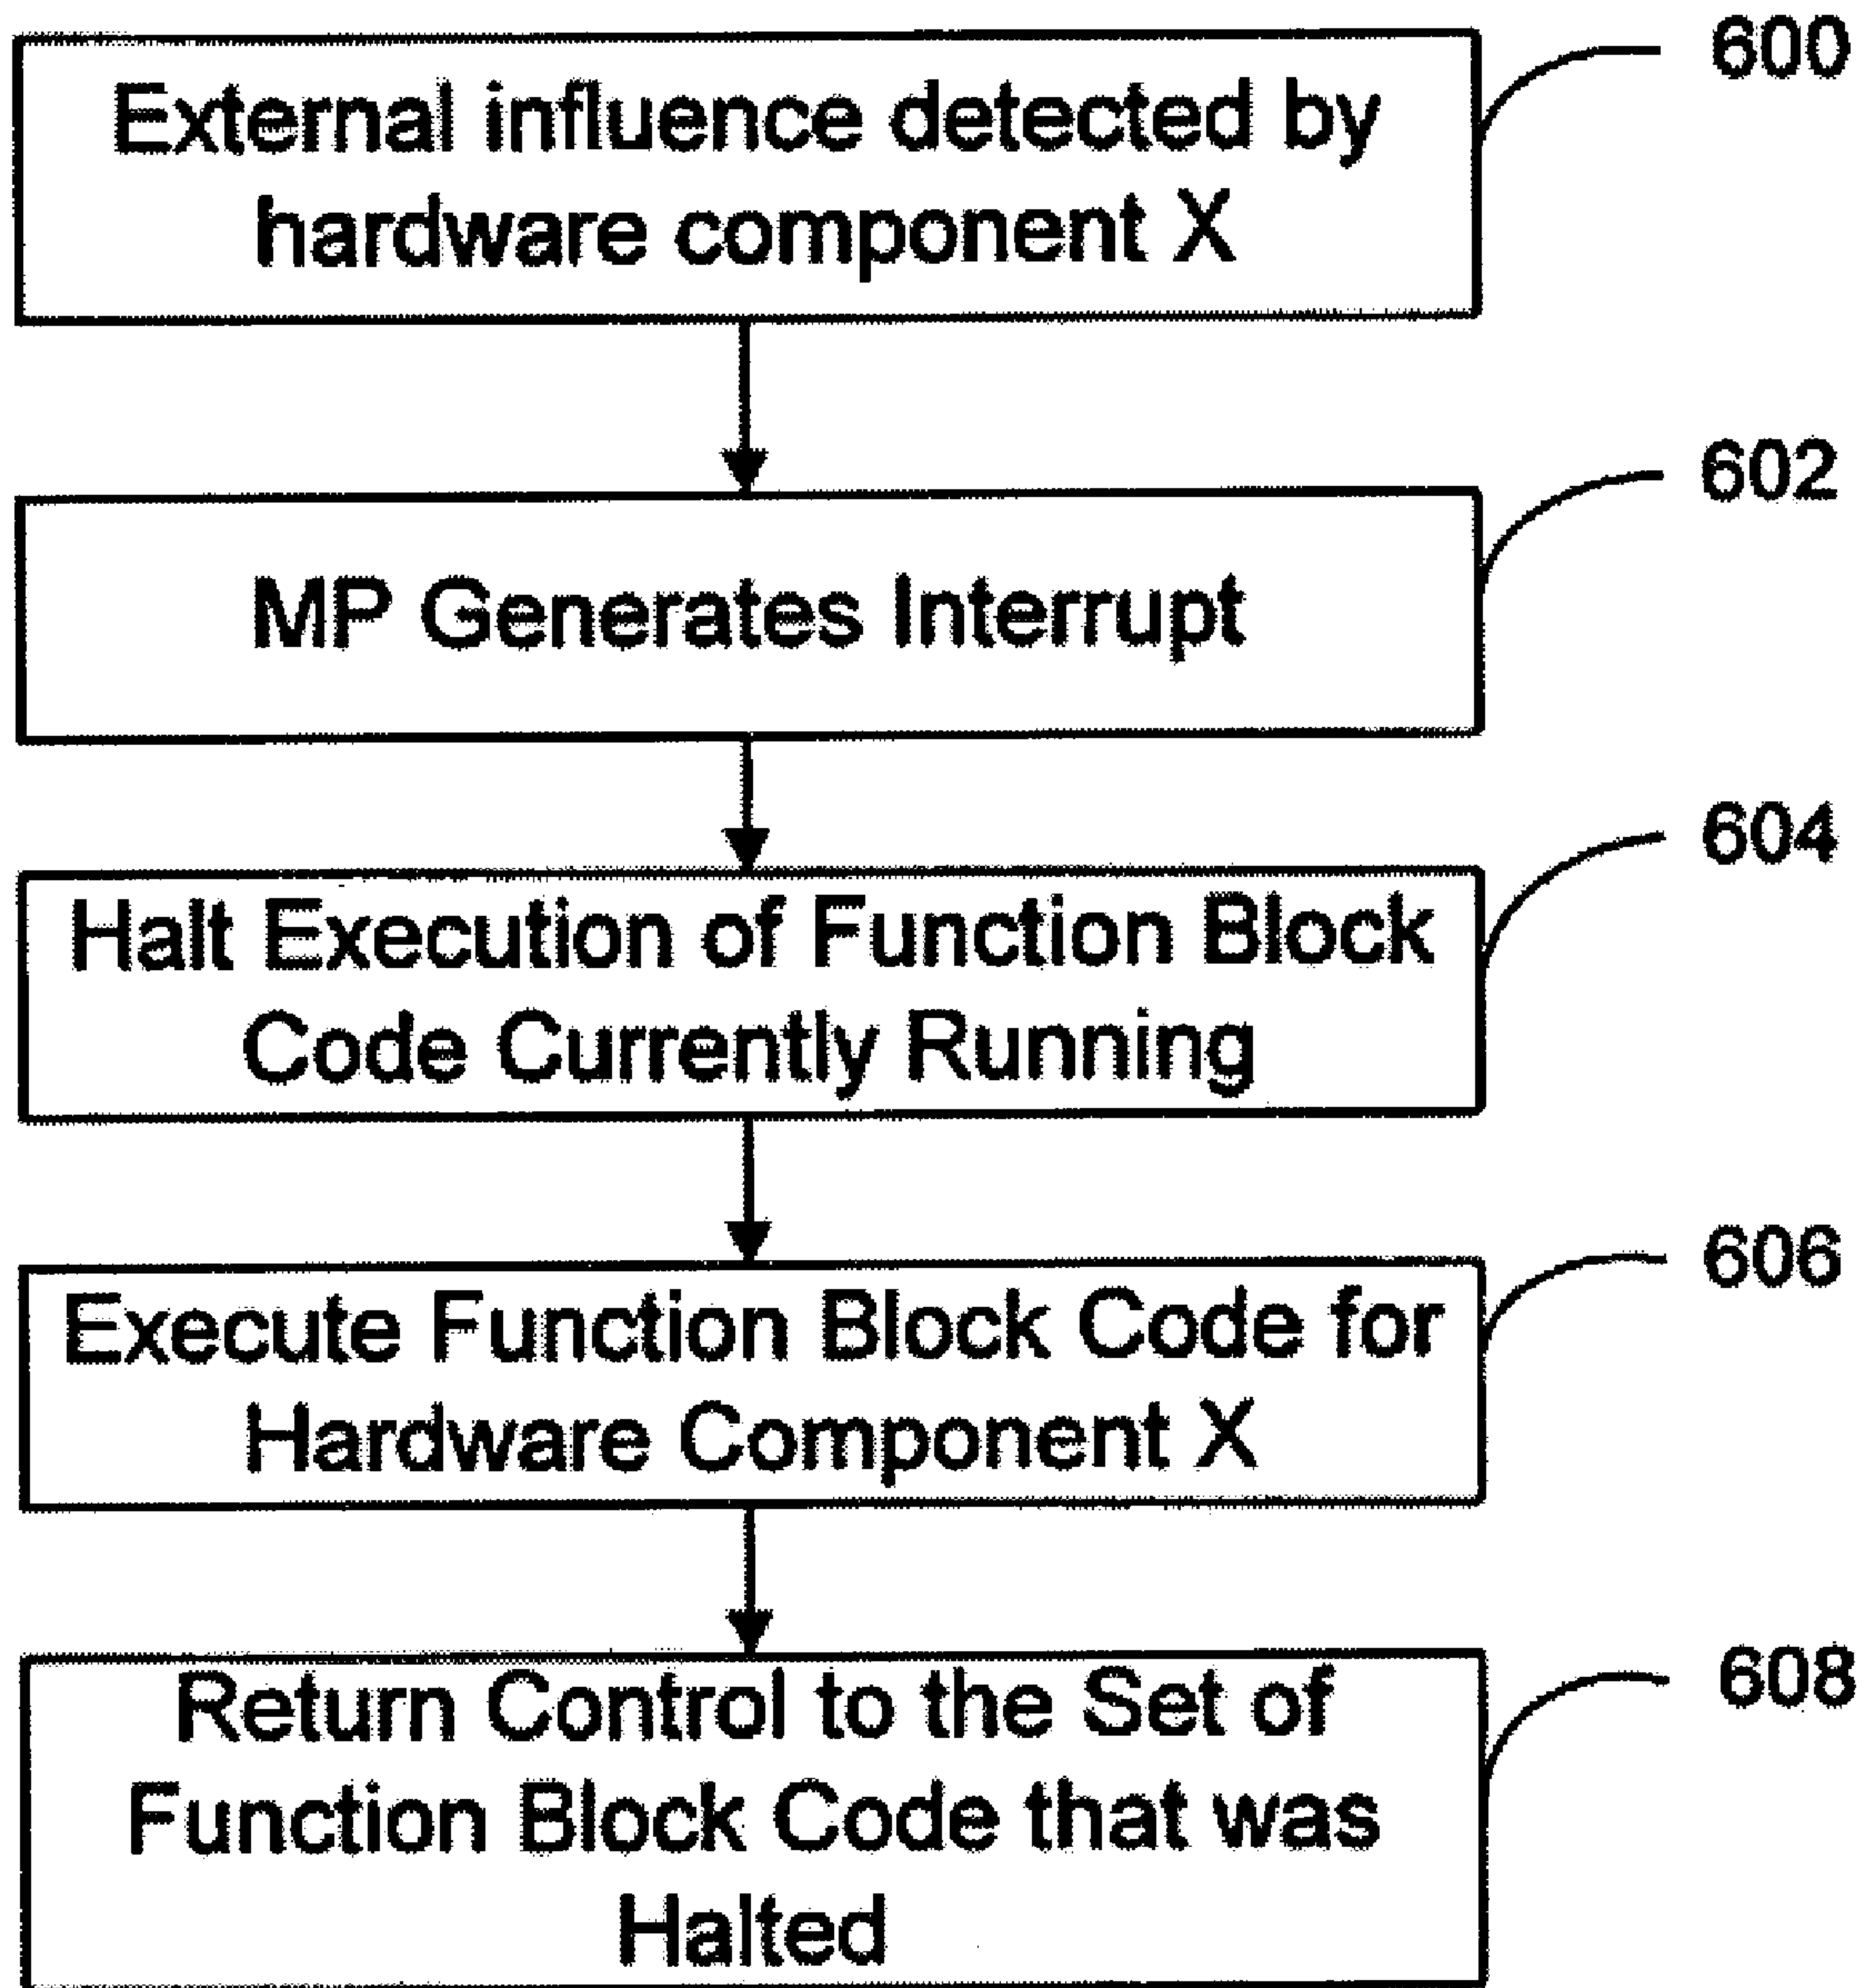 600
External influence detected by
hardware component X
602
MP Generates Interrupt
604
Halt Execution of Function Block
Code Currently Running
606
Execute Function Block Code for
Hardware Component X
608
Return Control to the Set of
Function Block Code that was
Halted